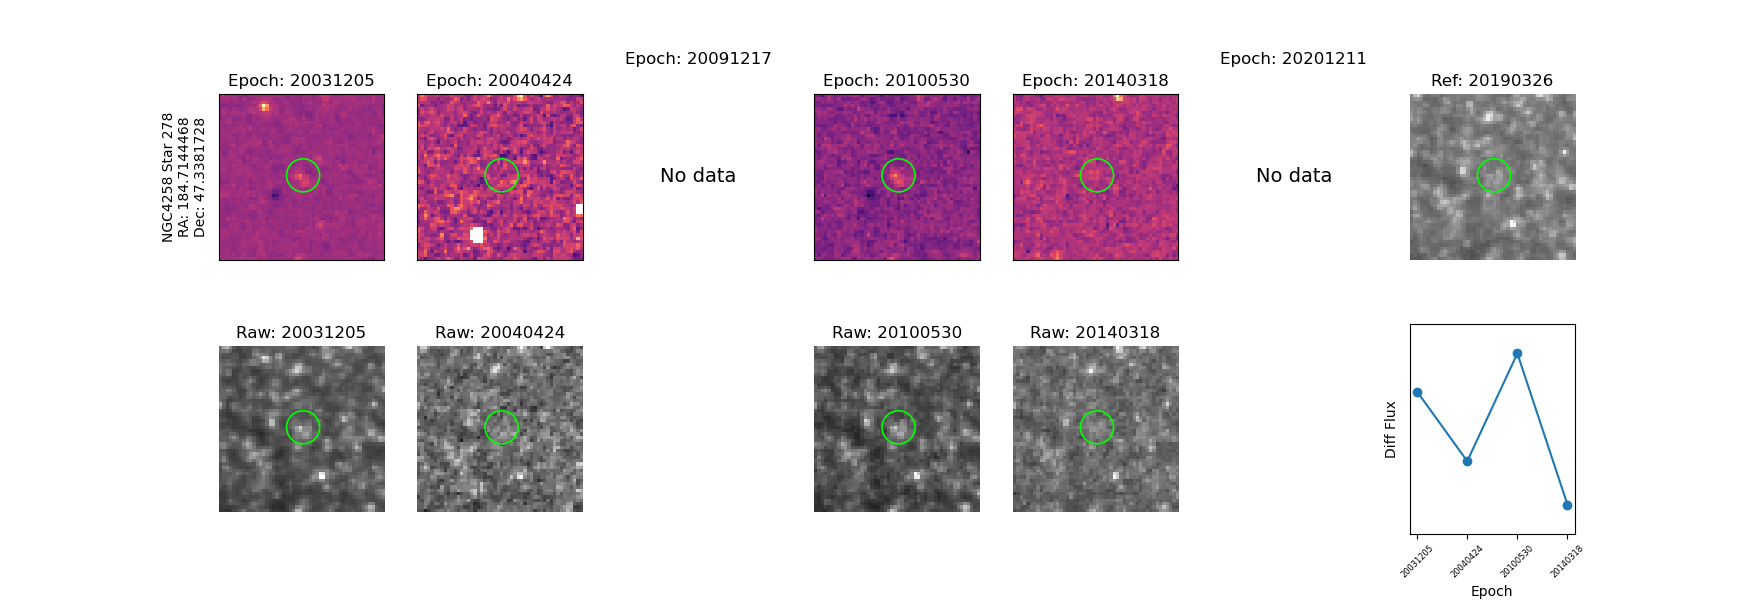 Epoch: 20031205
Epoch: 20040424
Epoch: 20091217
Epoch: 20100530
Epoch: 20140318
Epoch: 20201211
Ref: 20190326
NGC4258 Star 278
RA: 184.7144468
Dec: 47.3381728
No data
No data
Raw: 20031205
Raw: 20040424
Raw: 20100530
Raw: 20140318
Diff Flux
20031205
20040424
20100530
20140318
Epoch